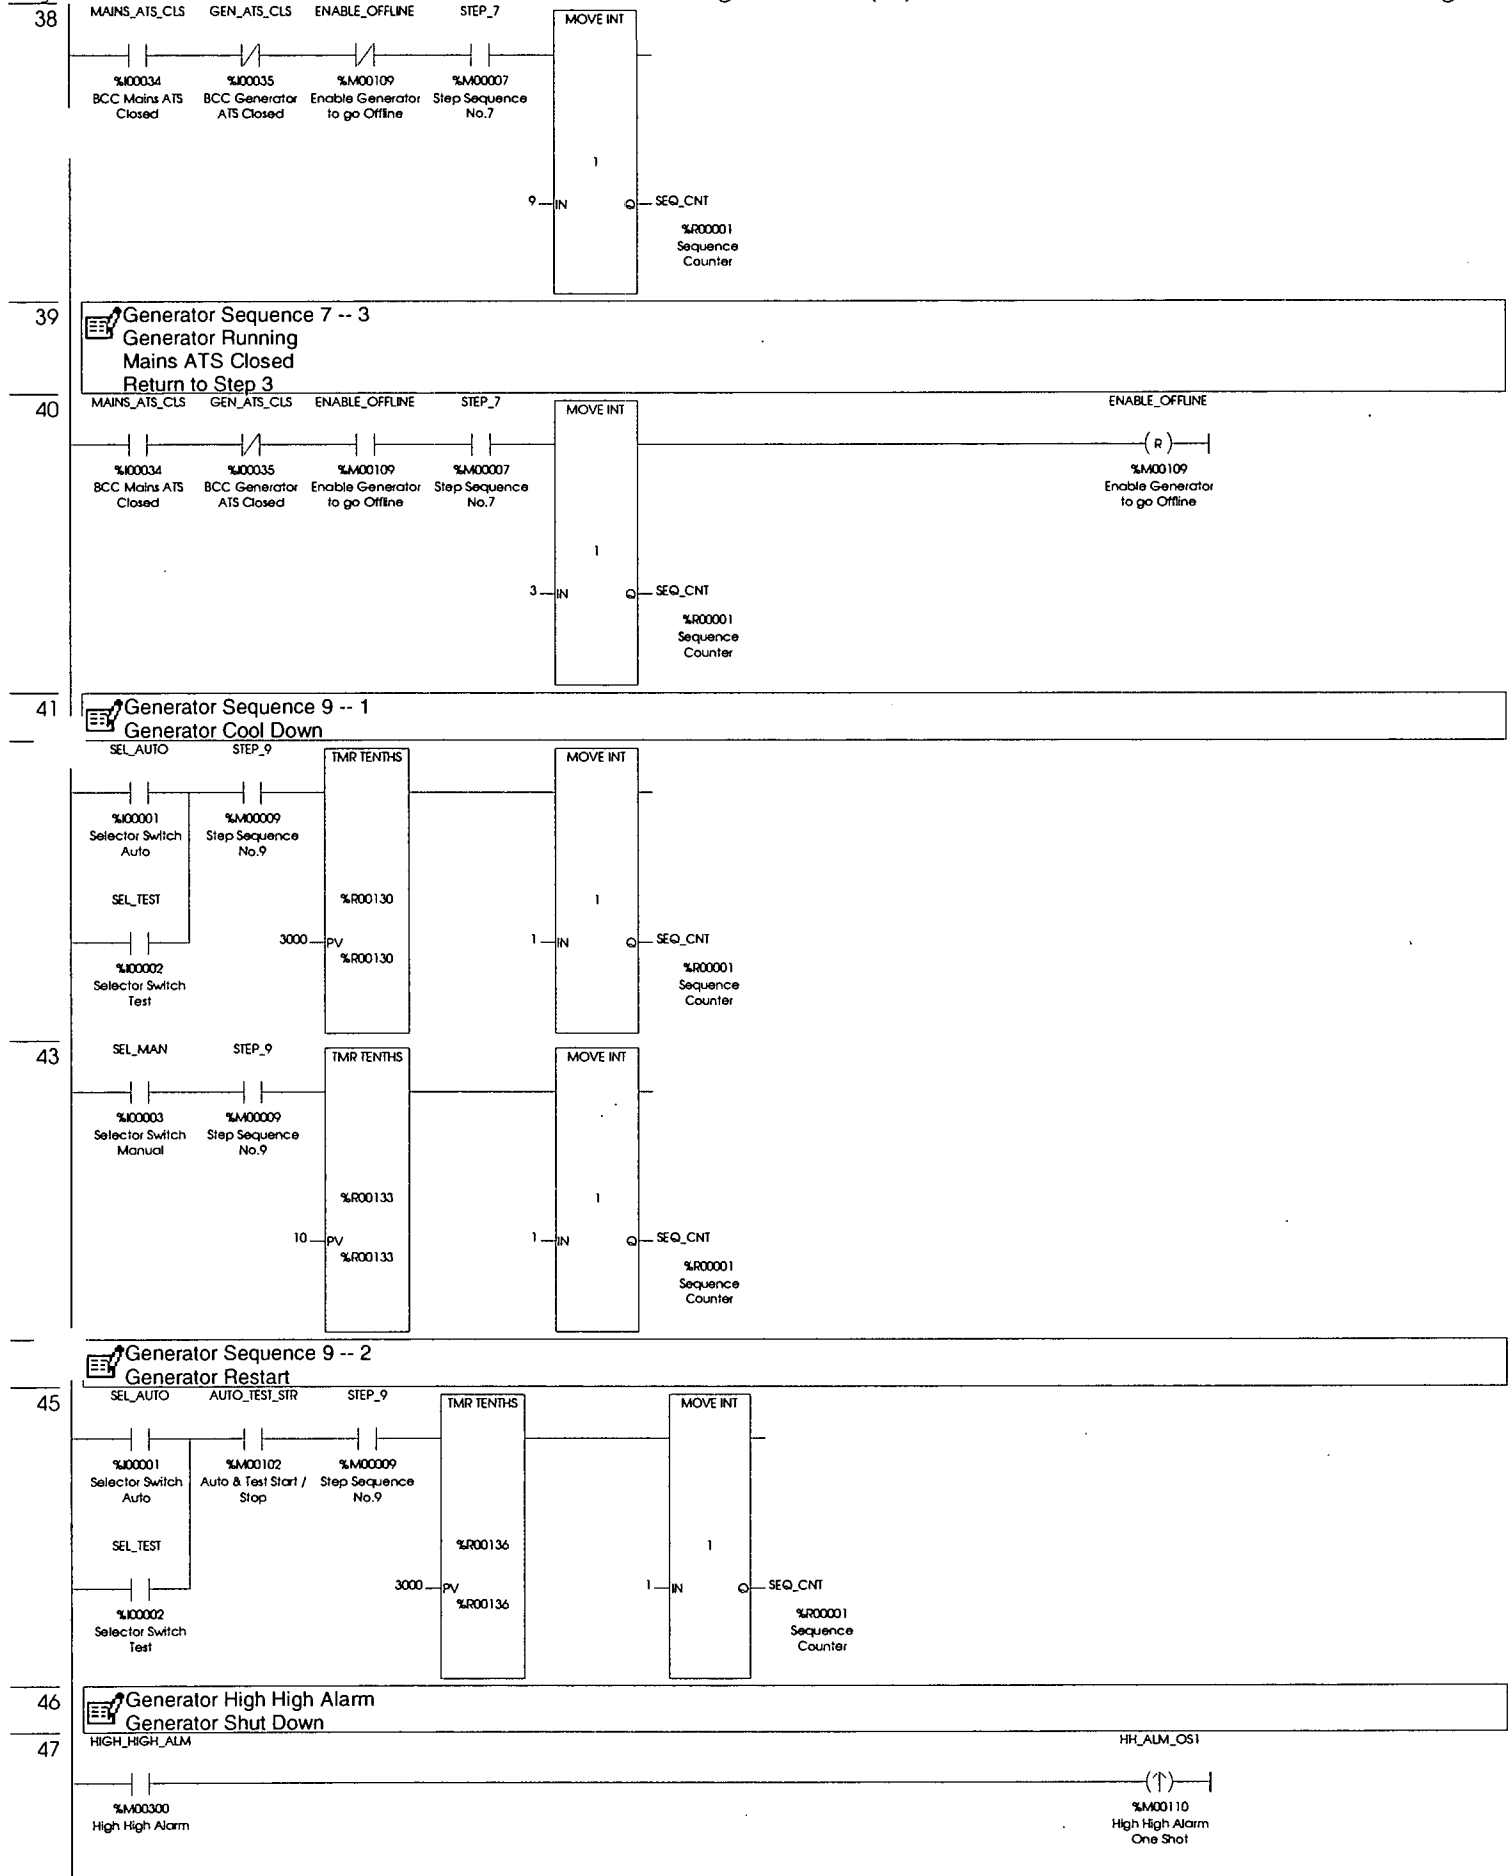 38
MAINS_ATS_CLS GEN_ATS_CLS ENABLE_OFFLINE STEP_7 MOVE INT
%I00034 %I00035 %M00109 %M00007
BCC Mains ATS BCC Generator Enable Generator Step Sequence
Closed ATS Closed to go Offline No.7
1
9 IN Q SEQ_CNT
%R00001
Sequence
Counter
39
Generator Sequence 7 -- 3
Generator Running
Mains ATS Closed
Return to Step 3
40
MAINS_ATS_CLS GEN_ATS_CLS ENABLE_OFFLINE STEP_7 MOVE INT ENABLE_OFFLINE
R
%I00034 %I00035 %M00109 %M00007 %M00109
BCC Mains ATS BCC Generator Enable Generator Step Sequence Enable Generator
Closed ATS Closed to go Offline No.7 to go Offline
1
3 IN Q SEQ_CNT
%R00001
Sequence
Counter
41
Generator Sequence 9 -- 1
Generator Cool Down
SEL_AUTO STEP_9 TMR TENTHS MOVE INT
%I00001 %M00009
Selector Switch Step Sequence
Auto No.9
SEL_TEST %R00130 1
3000 PV 1 IN Q SEQ_CNT
%R00130
%I00002 %R00001
Selector Switch Sequence
Test Counter
43
SEL_MAN STEP_9 TMR TENTHS MOVE INT
%I00003 %M00009
Selector Switch Step Sequence
Manual No.9
%R00133 1
10 PV 1 IN Q SEQ_CNT
%R00133
%R00001
Sequence
Counter
Generator Sequence 9 -- 2
Generator Restart
45
SEL_AUTO AUTO_TEST_STR STEP_9 TMR TENTHS MOVE INT
%I00001 %M00102 %M00009
Selector Switch Auto & Test Start / Step Sequence
Auto Stop No.9
SEL_TEST %R00136 1
3000 PV 1 IN Q SEQ_CNT
%R00136
%I00002 %R00001
Selector Switch Sequence
Test Counter
46
Generator High High Alarm
Generator Shut Down
47
HIGH_HIGH_ALM HH_ALM_OS1
%M00300 %M00110
High High Alarm High High Alarm
One Shot